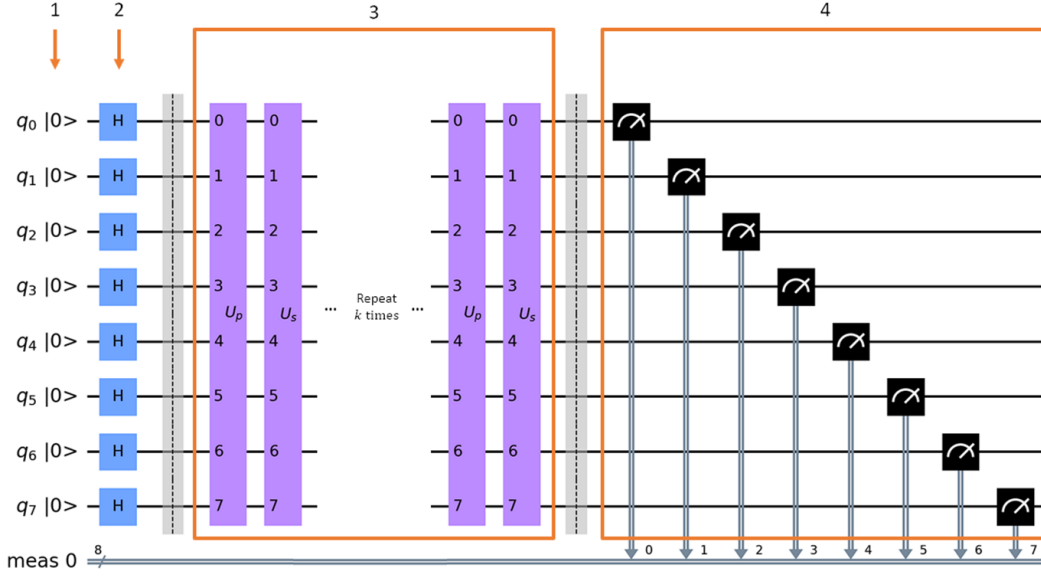 1 2 3 4
q0 |0> H 0 0 0 0
q1 |0> H 1 1 1 1
q2 |0> H 2 2 2 2
q3 |0> H 3 3 3 3
Up Us ... Repeat k times ... Up Us
q4 |0> H 4 4 4 4
q5 |0> H 5 5 5 5
q6 |0> H 6 6 6 6
q7 |0> H 7 7 7 7
meas 0 8 0 1 2 3 4 5 6 7